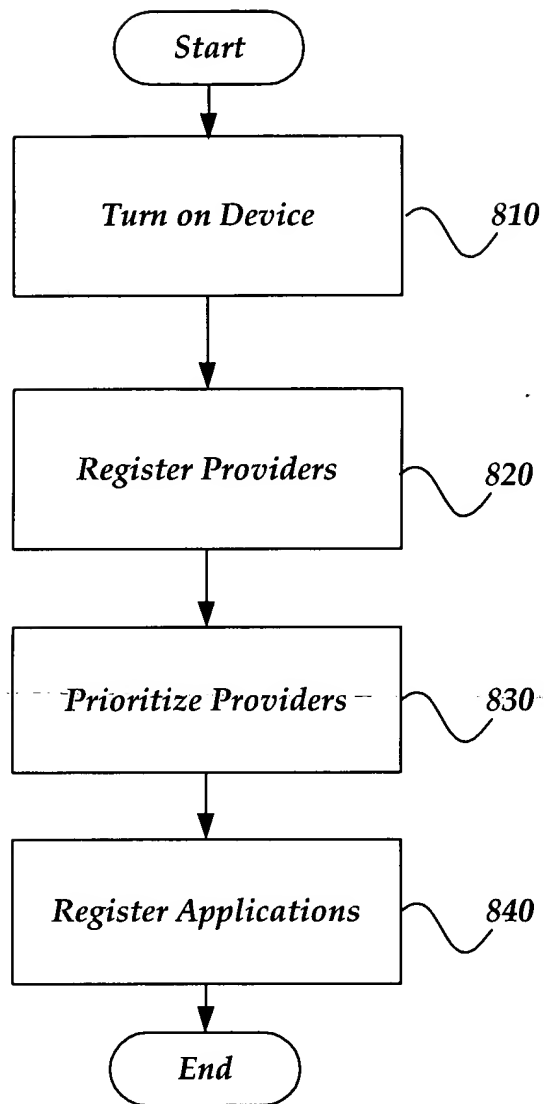 Start
Turn on Device
810
Register Providers
820
Prioritize Providers
830
Register Applications
840
End